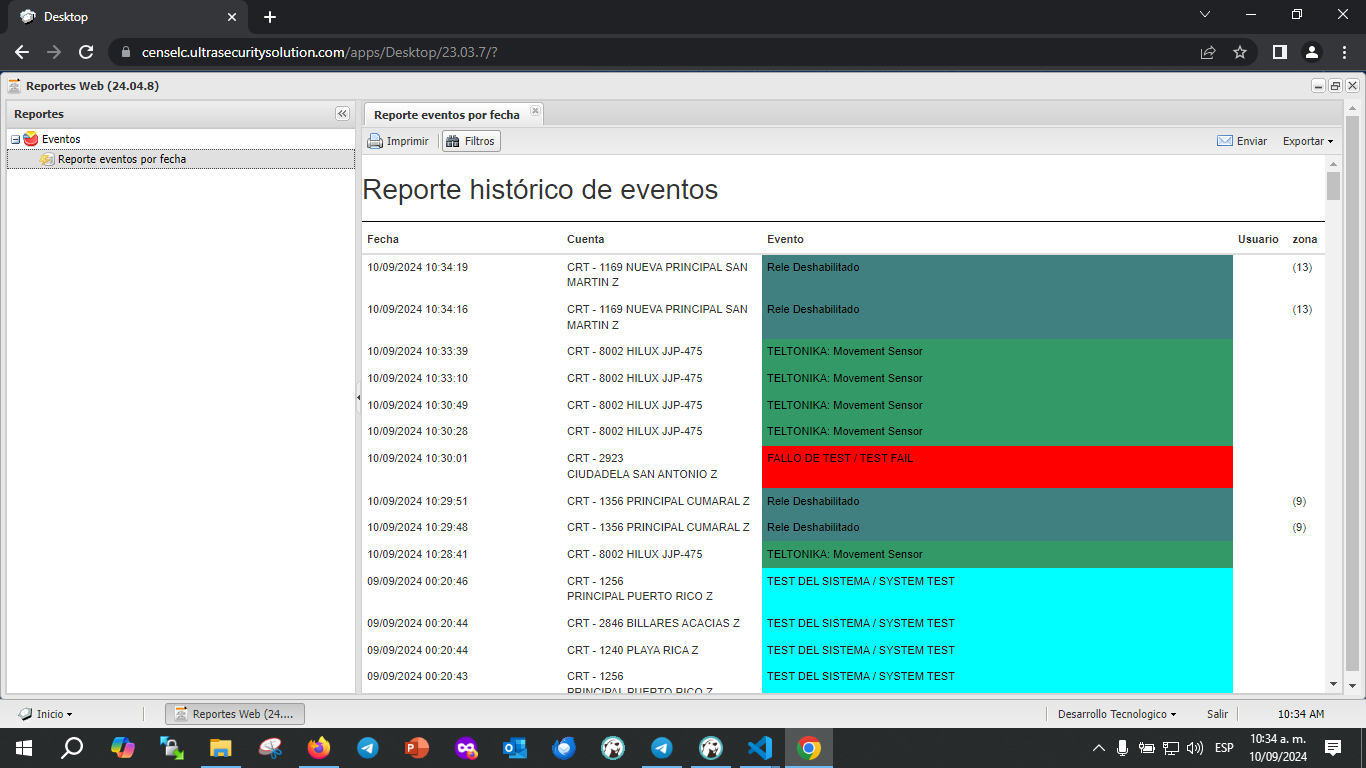 Desktop
censelc.ultrasecuritysolution.com/apps/Desktop/23.03.7/?
Reportes Web (24.04.8)
Reportes
Eventos
Reporte eventos por fecha
Reporte eventos por fecha
Imprimir
Filtros
Enviar
Exportar
Reporte histórico de eventos
Fecha Cuenta Evento Usuario zona
10/09/2024 10:34:19 CRT - 1169 NUEVA PRINCIPAL SAN Rele Deshabilitado (13)
MARTIN Z
10/09/2024 10:34:16 CRT - 1169 NUEVA PRINCIPAL SAN Rele Deshabilitado (13)
MARTIN Z
10/09/2024 10:33:39 CRT - 8002 HILUX JJP-475 TELTONIKA: Movement Sensor
10/09/2024 10:33:10 CRT - 8002 HILUX JJP-475 TELTONIKA: Movement Sensor
10/09/2024 10:30:49 CRT - 8002 HILUX JJP-475 TELTONIKA: Movement Sensor
10/09/2024 10:30:28 CRT - 8002 HILUX JJP-475 TELTONIKA: Movement Sensor
10/09/2024 10:30:01 CRT - 2923 FALLO DE TEST / TEST FAIL
CIUDADELA SAN ANTONIO Z
10/09/2024 10:29:51 CRT - 1356 PRINCIPAL CUMARAL Z Rele Deshabilitado (9)
10/09/2024 10:29:48 CRT - 1356 PRINCIPAL CUMARAL Z Rele Deshabilitado (9)
10/09/2024 10:28:41 CRT - 8002 HILUX JJP-475 TELTONIKA: Movement Sensor
09/09/2024 00:20:46 CRT - 1256 TEST DEL SISTEMA / SYSTEM TEST
PRINCIPAL PUERTO RICO Z
09/09/2024 00:20:44 CRT - 2846 BILLARES ACACIAS Z TEST DEL SISTEMA / SYSTEM TEST
09/09/2024 00:20:44 CRT - 1240 PLAYA RICA Z TEST DEL SISTEMA / SYSTEM TEST
09/09/2024 00:20:43 CRT - 1256 TEST DEL SISTEMA / SYSTEM TEST
PRINCIPAL PUERTO RICO Z
Inicio
Reportes Web (24....
Desarrollo Tecnologico
Salir
10:34 AM
ESP
10:34 a. m.
10/09/2024